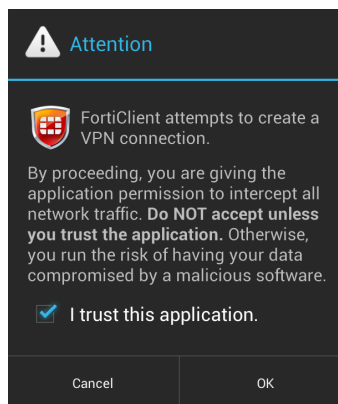 Attention
FortiClient attempts to create a
VPN connection.
By proceeding, you are giving the
application permission to intercept all
network traffic. Do NOT accept unless
you trust the application. Otherwise,
you run the risk of having your data
compromised by a malicious software.
I trust this application.
Cancel
OK